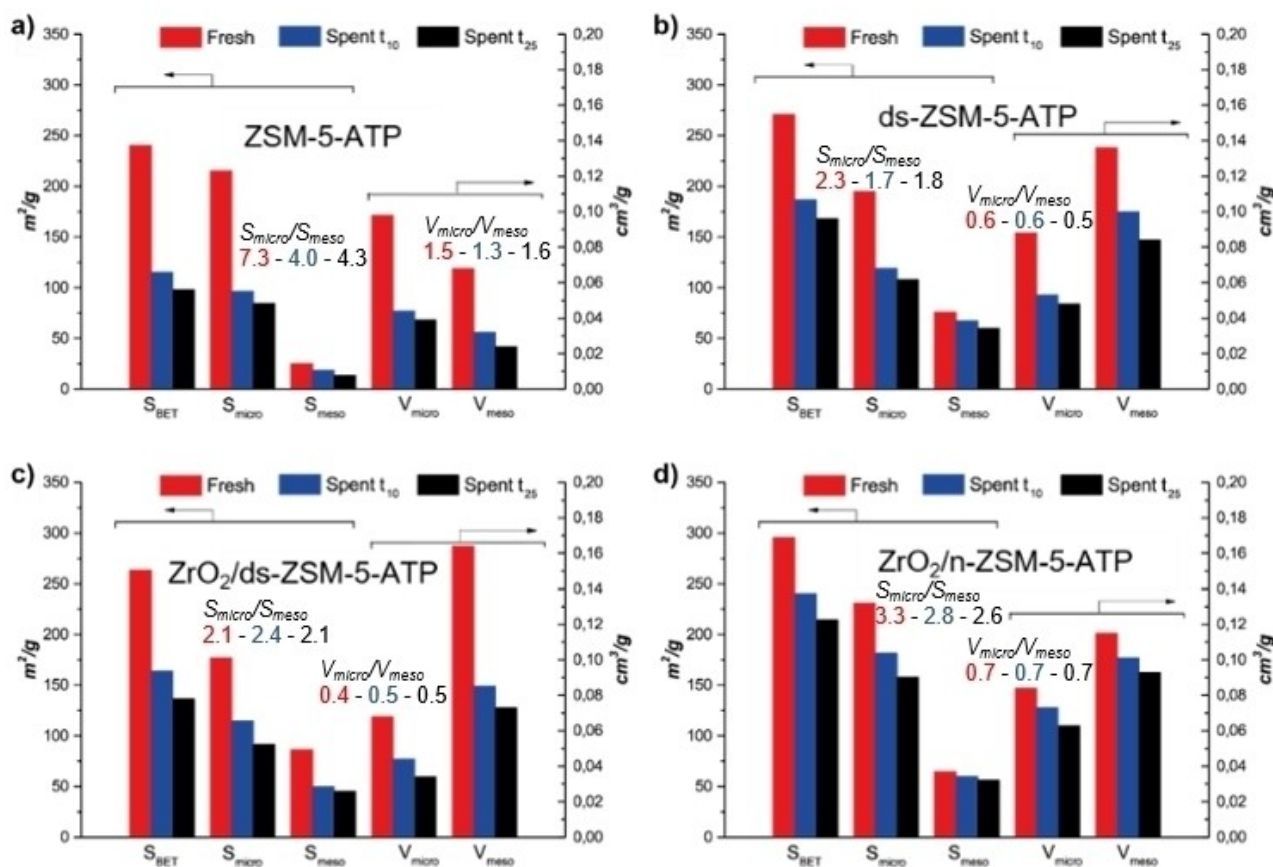 a)
Fresh Spent t10 Spent t25
350
300
250
200
150
100
50
0
m²/g
0,20
0,18
0,16
0,14
0,12
0,10
0,08
0,06
0,04
0,02
0,00
cm³/g
ZSM-5-ATP
Smicro/Smeso
7.3 - 4.0 - 4.3
Vmicro/Vmeso
1.5 - 1.3 - 1.6
SBET Smicro Smeso Vmicro Vmeso
b)
Fresh Spent t10 Spent t25
350
300
250
200
150
100
50
0
m²/g
0,20
0,18
0,16
0,14
0,12
0,10
0,08
0,06
0,04
0,02
0,00
cm³/g
ds-ZSM-5-ATP
Smicro/Smeso
2.3 - 1.7 - 1.8
Vmicro/Vmeso
0.6 - 0.6 - 0.5
SBET Smicro Smeso Vmicro Vmeso
c)
Fresh Spent t10 Spent t25
350
300
250
200
150
100
50
0
m²/g
0,20
0,18
0,16
0,14
0,12
0,10
0,08
0,06
0,04
0,02
0,00
cm³/g
ZrO2/ds-ZSM-5-ATP
Smicro/Smeso
2.1 - 2.4 - 2.1
Vmicro/Vmeso
0.4 - 0.5 - 0.5
SBET Smicro Smeso Vmicro Vmeso
d)
Fresh Spent t10 Spent t25
350
300
250
200
150
100
50
0
m²/g
0,20
0,18
0,16
0,14
0,12
0,10
0,08
0,06
0,04
0,02
0,00
cm³/g
ZrO2/n-ZSM-5-ATP
Smicro/Smeso
3.3 - 2.8 - 2.6
Vmicro/Vmeso
0.7 - 0.7 - 0.7
SBET Smicro Smeso Vmicro Vmeso